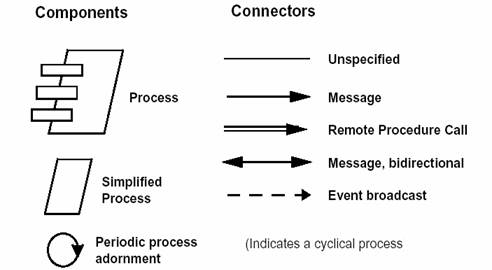 Components
Connectors
Unspecified
Process
Message
Remote Procedure Call
Message, bidirectional
Simplified
Process
Event broadcast
Periodic process
adornment
(Indicates a cyclical process